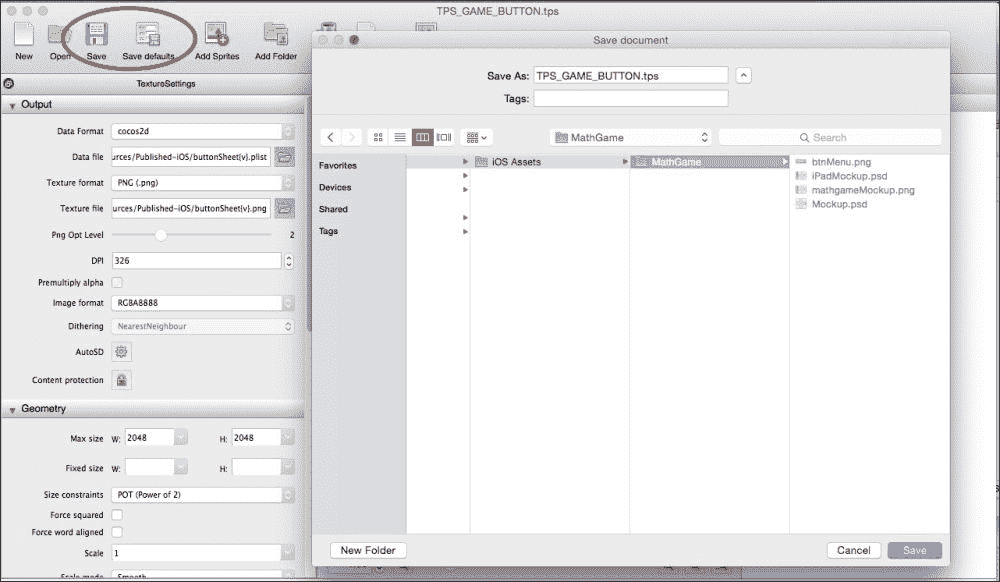 TPS_GAME_BUTTON.tps
New
Open
Save
Save defaults
Add Sprites
Add Folder
TextureSettings
Output
Data Format
cocos2d
Data file
urces/Published-iOS/buttonSheet{v}.plist
Texture format
PNG (.png)
Texture file
urces/Published-iOS/buttonSheet{v}.png
Png Opt Level
2
DPI
326
Premultiply alpha
Image format
RGBA8888
Dithering
NearestNeighbour
AutoSD
Content protection
Geometry
Max size
W:
2048
H:
2048
Fixed size
W:
H:
Size constraints
POT (Power of 2)
Force squared
Force word aligned
Scale
1
Scale mode
Smooth
Save document
Save As:
TPS_GAME_BUTTON.tps
Tags:
MathGame
Search
Favorites
Devices
Shared
Tags
iOS Assets
MathGame
btnMenu.png
iPadMockup.psd
mathgameMockup.png
Mockup.psd
New Folder
Cancel
Save